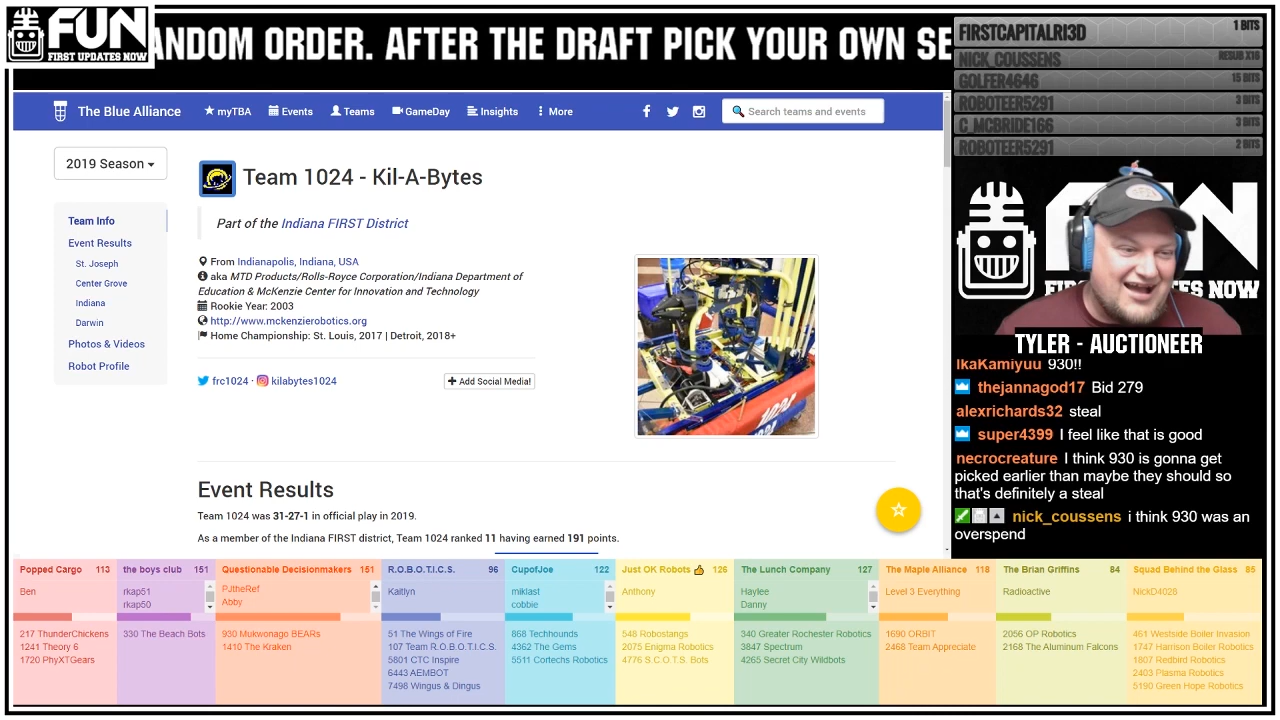 FUN
FIRST UPDATES NOW
ANDOM ORDER. AFTER THE DRAFT PICK YOUR OWN SE
FIRSTCAPITALRI3D 1 BITS
NICK_COUSSENS RESUB X16
GOLFER4646 15 BITS
ROBOTEER5291 3 BITS
C_MCBRIDE166 3 BITS
ROBOTEER5291 2 BITS
The Blue Alliance myTBA Events Teams GameDay Insights More Search teams and events
2019 Season
Team Info
Event Results
St. Joseph
Center Grove
Indiana
Darwin
Photos & Videos
Robot Profile
Team 1024 - Kil-A-Bytes
Part of the Indiana FIRST District
From Indianapolis, Indiana, USA
aka MTD Products/Rolls-Royce Corporation/Indiana Department of
Education & McKenzie Center for Innovation and Technology
Rookie Year: 2003
http://www.mckenzierobotics.org
Home Championship: St. Louis, 2017 | Detroit, 2018+
frc1024 · kilabytes1024
+ Add Social Media!
1024
Event Results
Team 1024 was 31-27-1 in official play in 2019.
As a member of the Indiana FIRST district, Team 1024 ranked 11 having earned 191 points.
TYLER - AUCTIONEER
IkaKamiyuu 930!!
thejannagod17 Bid 279
alexrichards32 steal
super4399 I feel like that is good
necrocreature I think 930 is gonna get
picked earlier than maybe they should so
that's definitely a steal
nick_coussens i think 930 was an
overspend
Popped Cargo 113
Ben
217 ThunderChickens
1241 Theory 6
1720 PhyXTGears
the boys club 151
rkap51
rkap50
330 The Beach Bots
Questionable Decisionmakers 151
PJtheRef
Abby
930 Mukwonago BEARs
1410 The Kraken
R.O.B.O.T.I.C.S. 96
Kaitlyn
51 The Wings of Fire
107 Team R.O.B.O.T.I.C.S.
5801 CTC Inspire
6443 AEMBOT
7498 Wingus & Dingus
CupofJoe 122
miklast
cobbie
868 Techhounds
4362 The Gems
5511 Cortechs Robotics
Just OK Robots 👍 126
Anthony
548 Robostangs
2075 Enigma Robotics
4776 S.C.O.T.S. Bots
The Lunch Company 127
Haylee
Danny
340 Greater Rochester Robotics
3847 Spectrum
4265 Secret City Wildbots
The Maple Alliance 118
Level 3 Everything
1690 ORBIT
2468 Team Appreciate
The Brian Griffins 84
Radioactive
2056 OP Robotics
2168 The Aluminum Falcons
Squad Behind the Glass 85
NickD4028
461 Westside Boiler Invasion
1747 Harrison Boiler Robotics
1807 Redbird Robotics
2403 Plasma Robotics
5190 Green Hope Robotics